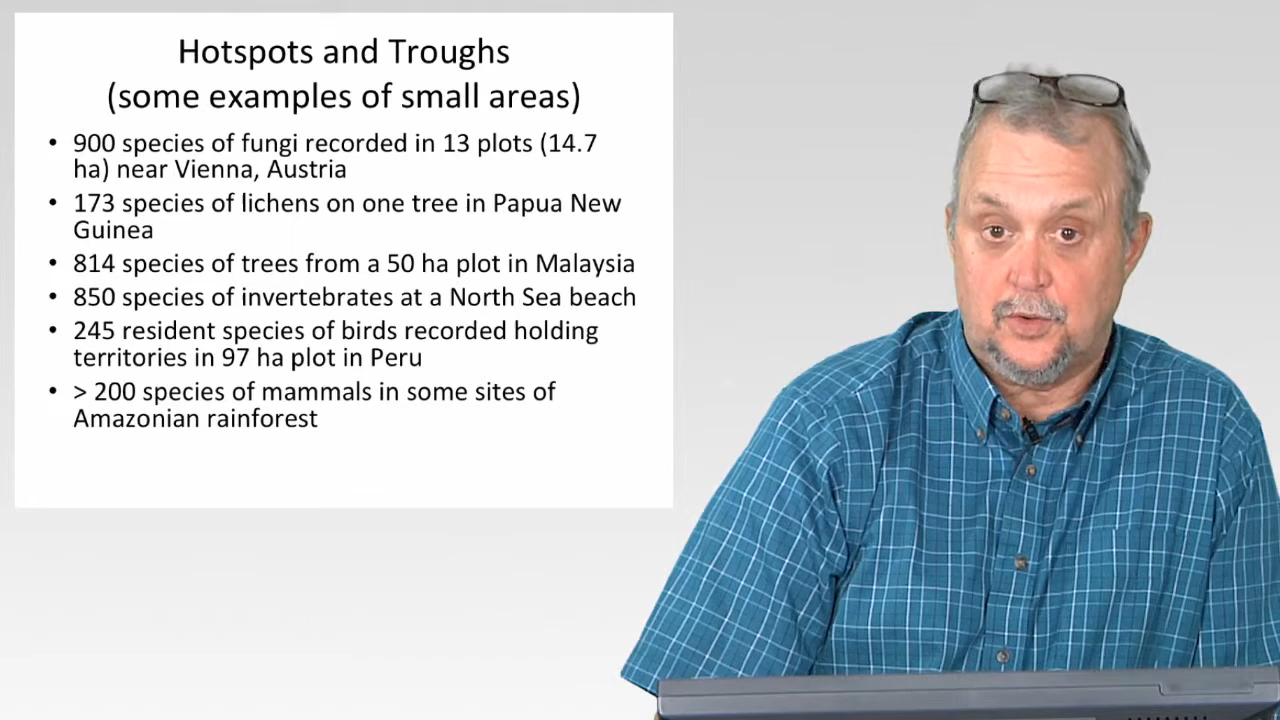 Hotspots and Troughs
(some examples of small areas)
• 900 species of fungi recorded in 13 plots (14.7
ha) near Vienna, Austria
• 173 species of lichens on one tree in Papua New
Guinea
• 814 species of trees from a 50 ha plot in Malaysia
• 850 species of invertebrates at a North Sea beach
• 245 resident species of birds recorded holding
territories in 97 ha plot in Peru
• > 200 species of mammals in some sites of
Amazonian rainforest